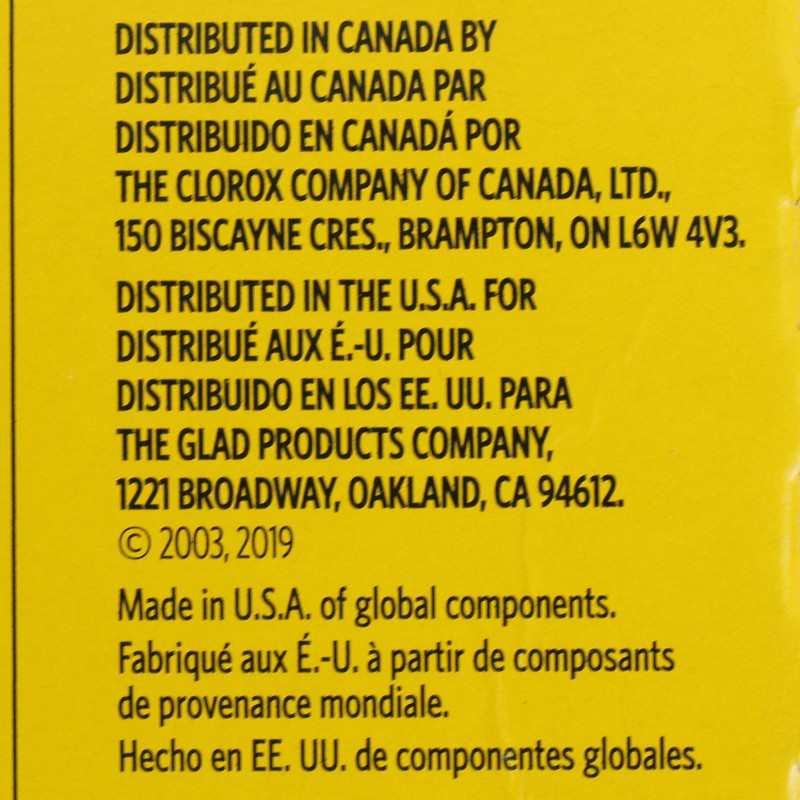 DISTRIBUTED IN CANADA BY
DISTRIBUÉ AU CANADA PAR
DISTRIBUIDO EN CANADÁ POR
THE CLOROX COMPANY OF CANADA, LTD.,
150 BISCAYNE CRES., BRAMPTON, ON L6W 4V3.
DISTRIBUTED IN THE U.S.A. FOR
DISTRIBUÉ AUX É.-U. POUR
DISTRIBUIDO EN LOS EE. UU. PARA
THE GLAD PRODUCTS COMPANY,
1221 BROADWAY, OAKLAND, CA 94612.
© 2003, 2019
Made in U.S.A. of global components.
Fabriqué aux É.-U. à partir de composants
de provenance mondiale.
Hecho en EE. UU. de componentes globales.